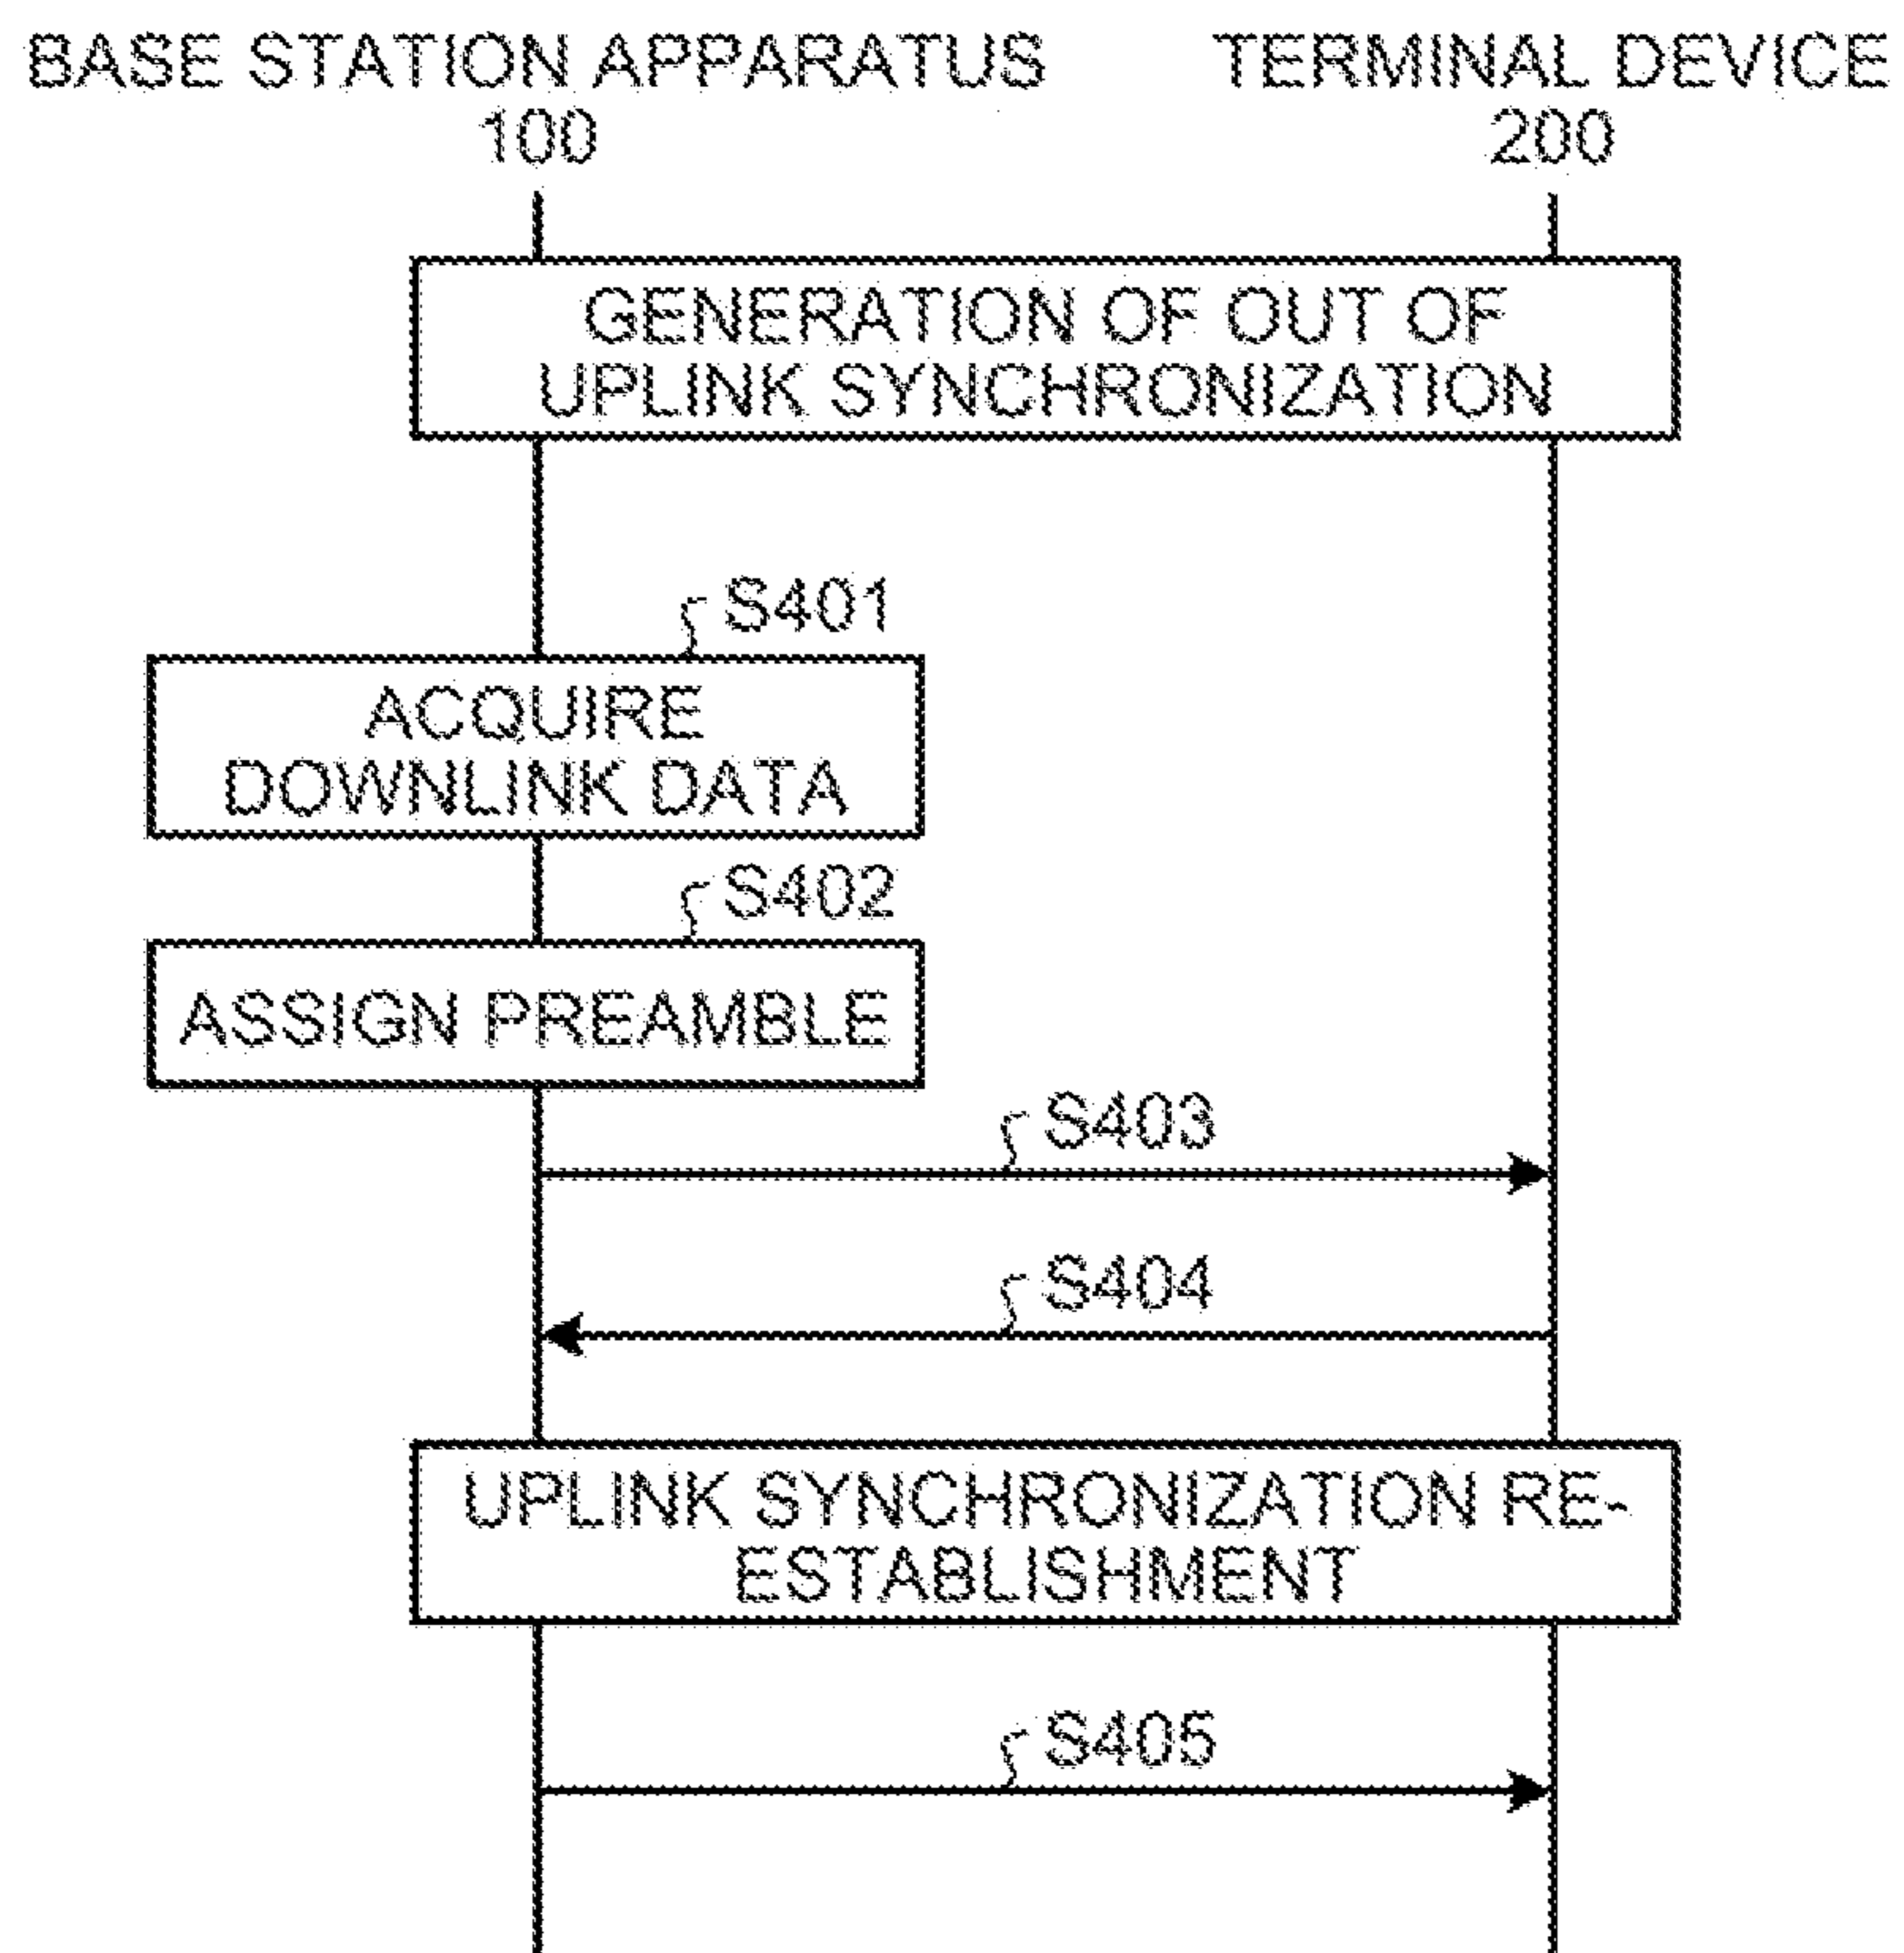 BASE STATION APPARATUS
100
TERMINAL DEVICE
200
GENERATION OF OUT OF
UPLINK SYNCHRONIZATION
S401
ACQUIRE
DOWNLINK DATA
S402
ASSIGN PREAMBLE
S403
S404
UPLINK SYNCHRONIZATION RE-
ESTABLISHMENT
S405